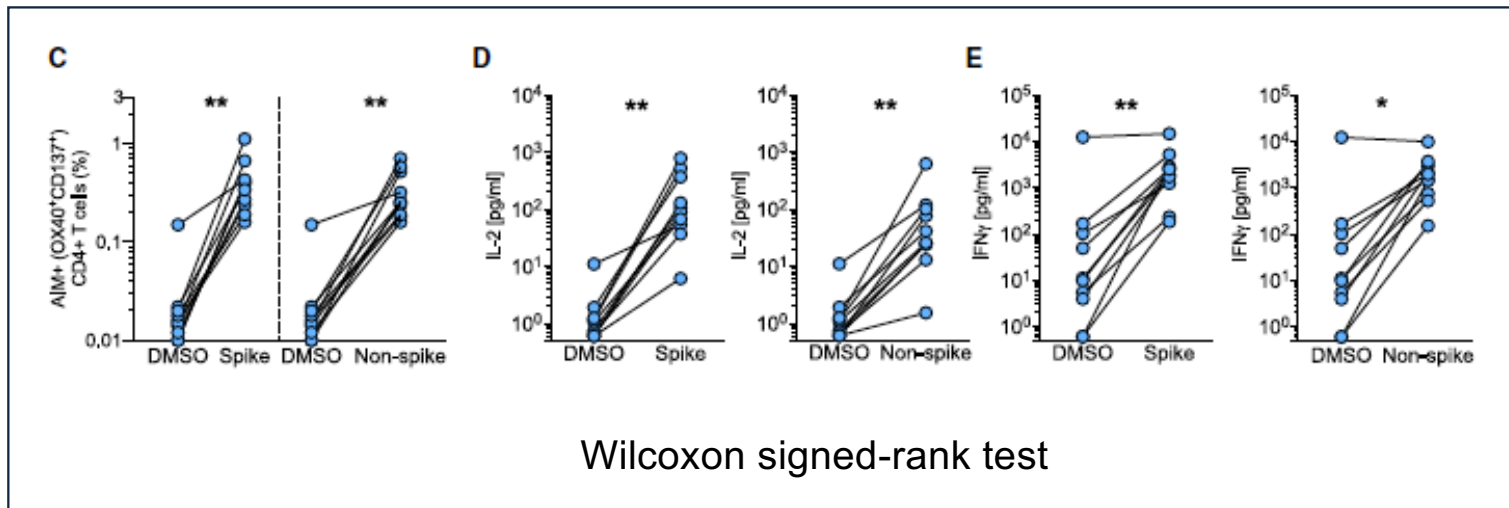 C
D
E
AIM+ (OX40⁺CD137⁺)
CD4+ T cells (%)
3
1
0.1
0.01
**
**
DMSO Spike DMSO Non-spike
IL-2 [pg/ml]
10⁴
10³
10²
10¹
10⁰
**
DMSO Spike
IL-2 [pg/ml]
10⁴
10³
10²
10¹
10⁰
**
DMSO Non-spike
IFNγ [pg/ml]
10⁵
10⁴
10³
10²
10¹
10⁰
**
DMSO Spike
IFNγ [pg/ml]
10⁵
10⁴
10³
10²
10¹
10⁰
*
DMSO Non-spike
Wilcoxon signed-rank test